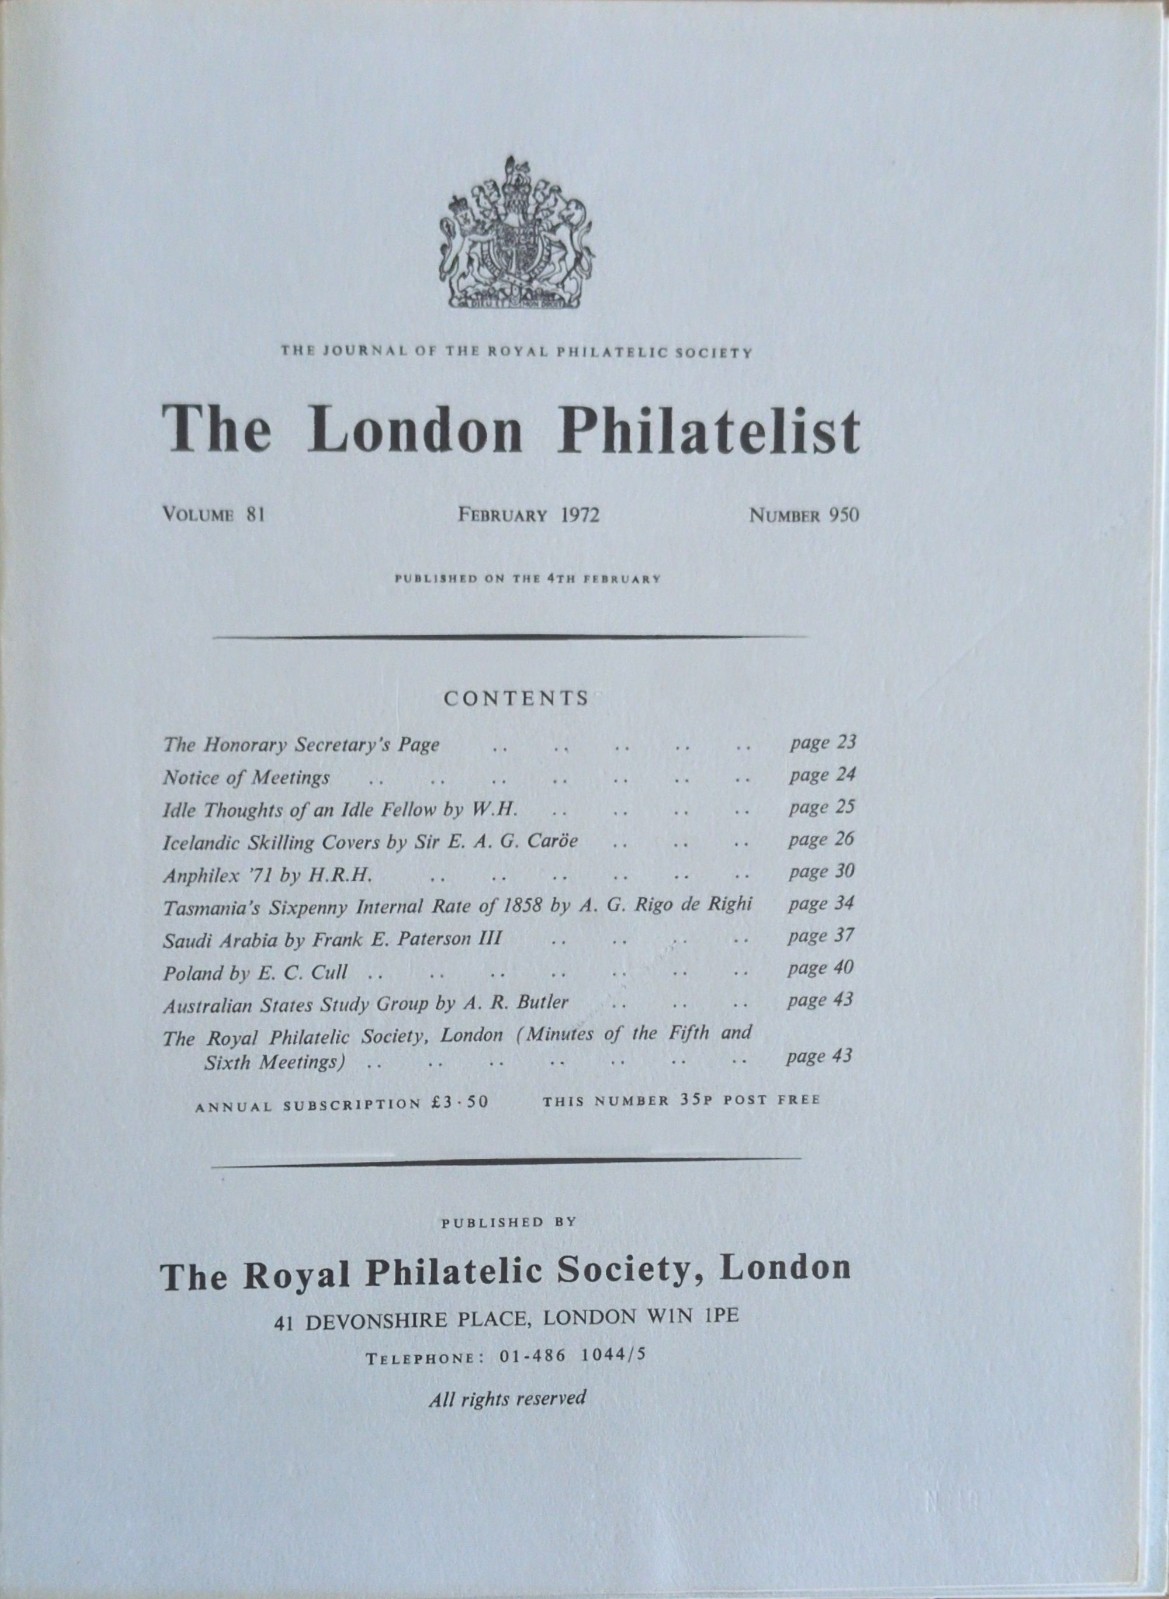 DIEU ET MON DROIT
THE JOURNAL OF THE ROYAL PHILATELIC SOCIETY
The London Philatelist
VOLUME 81 FEBRUARY 1972 NUMBER 950
PUBLISHED ON THE 4TH FEBRUARY
CONTENTS
The Honorary Secretary's Page .. .. .. .. .. page 23
Notice of Meetings .. .. .. .. .. .. .. page 24
Idle Thoughts of an Idle Fellow by W.H. .. .. .. .. page 25
Icelandic Skilling Covers by Sir E. A. G. Caröe .. .. .. page 26
Anphilex '71 by H.R.H. .. .. .. .. .. .. page 30
Tasmania's Sixpenny Internal Rate of 1858 by A. G. Rigo de Righi page 34
Saudi Arabia by Frank E. Paterson III .. .. .. .. page 37
Poland by E. C. Cull .. .. .. .. .. .. .. page 40
Australian States Study Group by A. R. Butler .. .. .. page 43
The Royal Philatelic Society, London (Minutes of the Fifth and
Sixth Meetings) .. .. .. .. .. .. .. page 43
ANNUAL SUBSCRIPTION £3·50 THIS NUMBER 35P POST FREE
PUBLISHED BY
The Royal Philatelic Society, London
41 DEVONSHIRE PLACE, LONDON W1N 1PE
TELEPHONE: 01-486 1044/5
All rights reserved